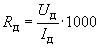 Rд = Uд / Iд · 1000